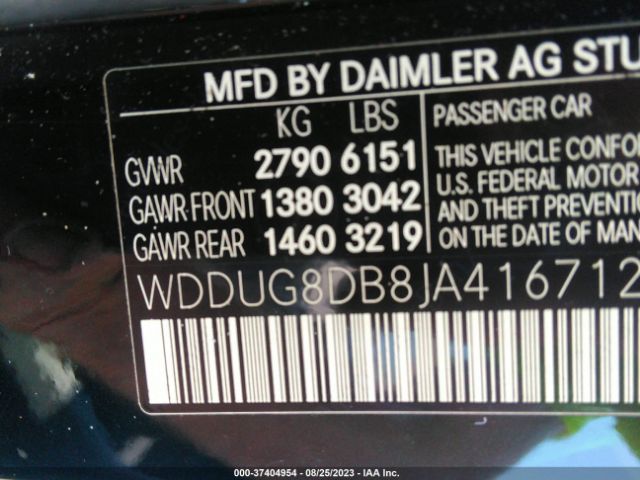 MFD BY DAIMLER AG STU
KG LBS
GVWR 2790 6151
GAWR FRONT 1380 3042
GAWR REAR 1460 3219
PASSENGER CAR
THIS VEHICLE CONFOR
U.S. FEDERAL MOTOR
AND THEFT PREVENTIO
ON THE DATE OF MAN
WDDUG8DB8JA416712
000-37404954 - 08/25/2023 - IAA Inc.